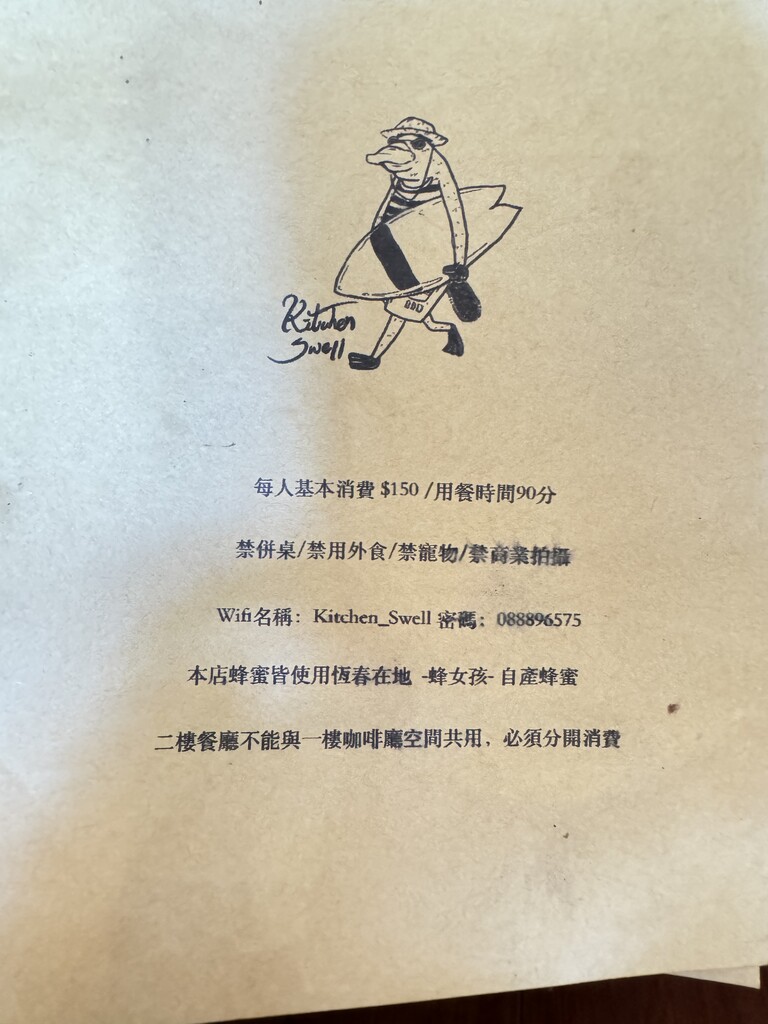 Kitchen
Swell
每人基本消費 $150 /用餐時間90分
禁併桌/禁用外食/禁寵物/禁商業拍攝
Wifi名稱：Kitchen_Swell 密碼：088896575
本店蜂蜜皆使用恆春在地 -蜂女孩- 自產蜂蜜
二樓餐廳不能與一樓咖啡廳空間共用，必須分開消費